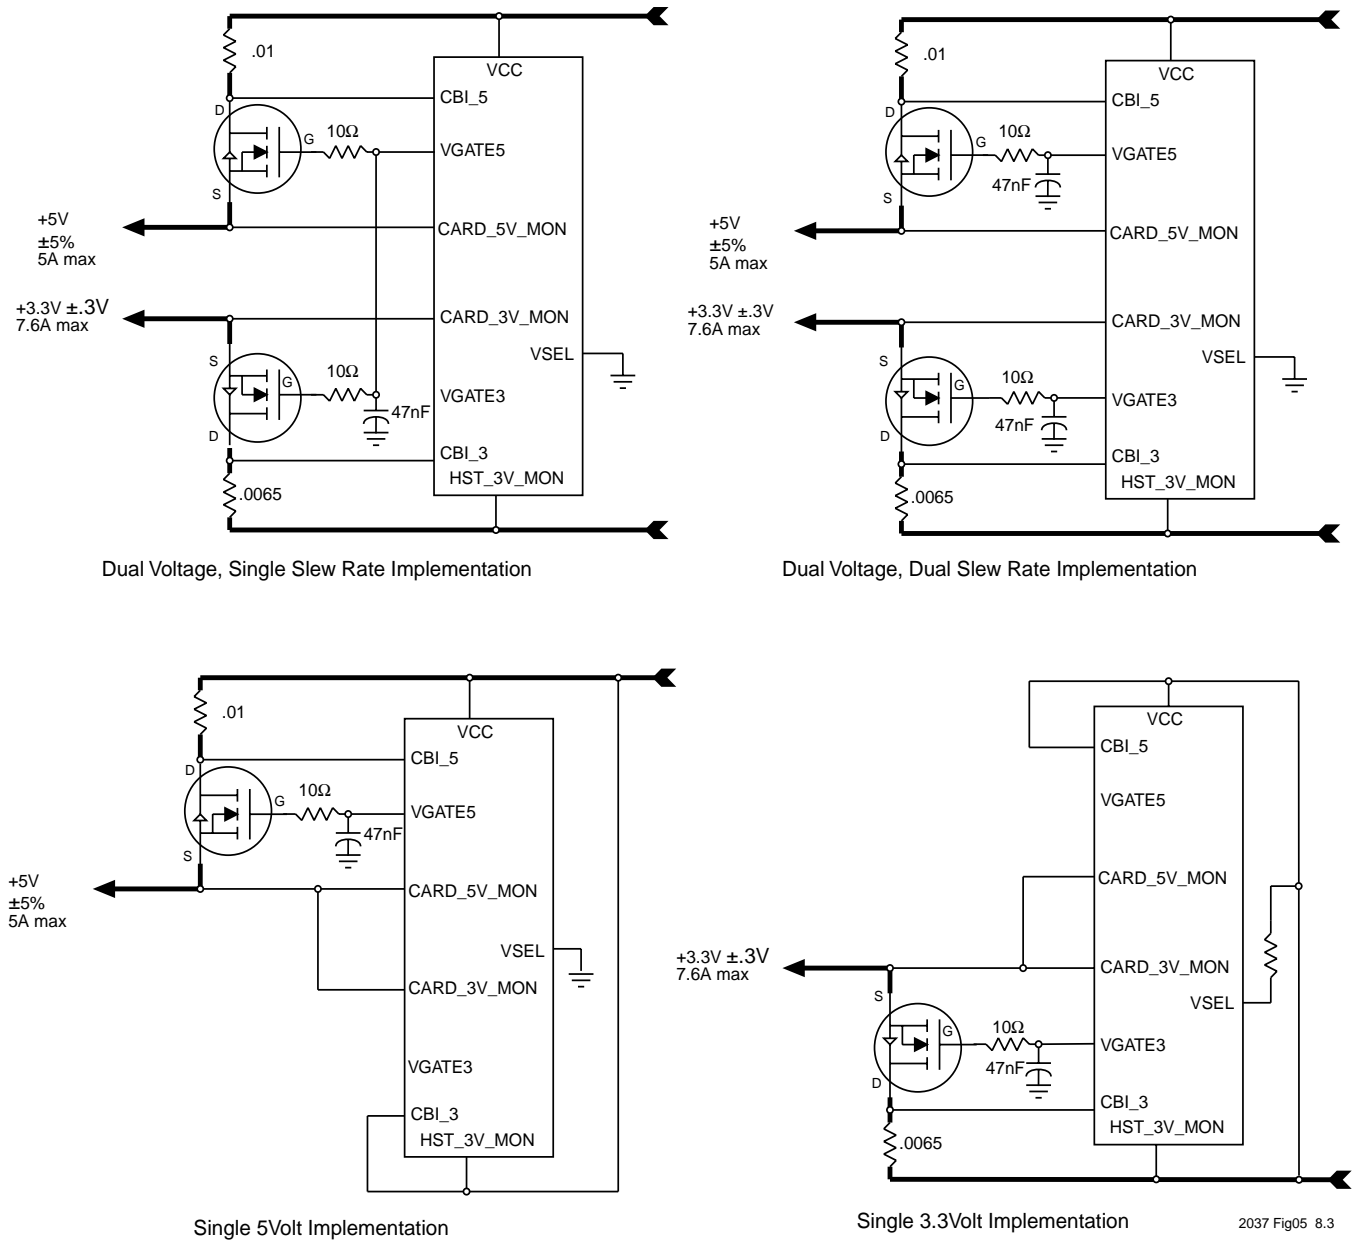 .01
VCC
CBI_5
D
G
10Ω
VGATE5
S
+5V
±5%
5A max
CARD_5V_MON
+3.3V ±.3V
7.6A max
CARD_3V_MON
VSEL
S
10Ω
G
VGATE3
47nF
D
CBI_3
HST_3V_MON
.0065
Dual Voltage, Single Slew Rate Implementation
.01
VCC
CBI_5
D
G
10Ω
VGATE5
47nF
S
+5V
±5%
5A max
CARD_5V_MON
+3.3V ±.3V
7.6A max
CARD_3V_MON
VSEL
S
10Ω
G
VGATE3
47nF
D
CBI_3
HST_3V_MON
.0065
Dual Voltage, Dual Slew Rate Implementation
.01
VCC
CBI_5
D
G
10Ω
VGATE5
47nF
S
+5V
±5%
5A max
CARD_5V_MON
VSEL
CARD_3V_MON
VGATE3
CBI_3
HST_3V_MON
Single 5Volt Implementation
VCC
CBI_5
VGATE5
CARD_5V_MON
+3.3V ±.3V
7.6A max
CARD_3V_MON
VSEL
S
10Ω
G
VGATE3
47nF
D
CBI_3
HST_3V_MON
.0065
Single 3.3Volt Implementation
2037 Fig05 8.3